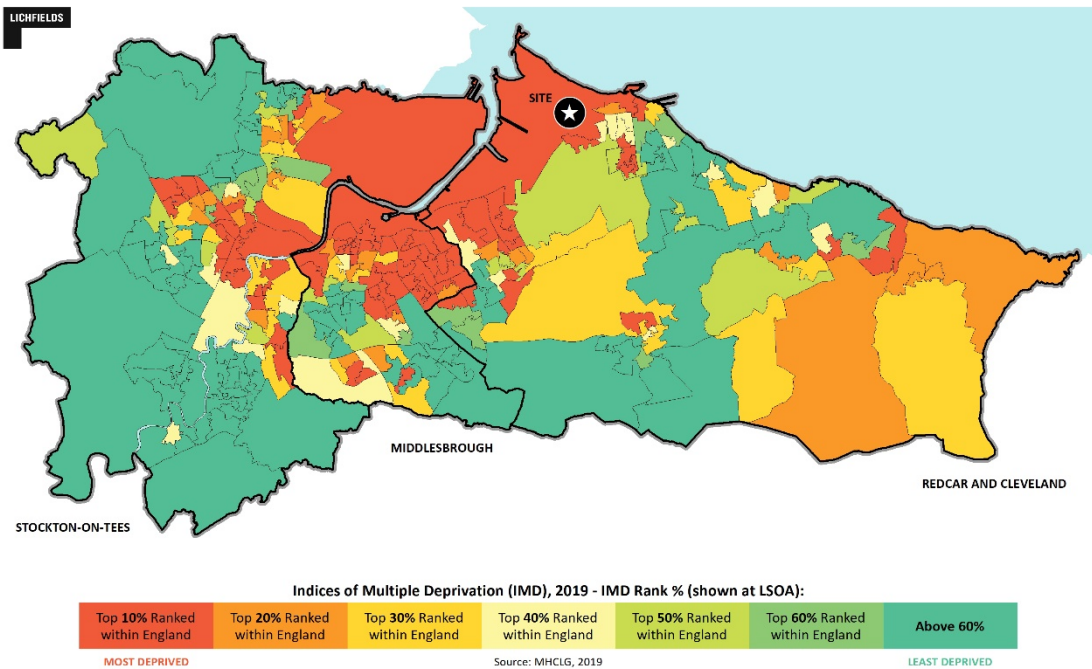 LICHFIELDS
SITE
MIDDLESBROUGH
REDCAR AND CLEVELAND
STOCKTON-ON-TEES
Indices of Multiple Deprivation (IMD), 2019 - IMD Rank % (shown at LSOA):
Top 10% Ranked within England
Top 20% Ranked within England
Top 30% Ranked within England
Top 40% Ranked within England
Top 50% Ranked within England
Top 60% Ranked within England
Above 60%
MOST DEPRIVED
Source: MHCLG, 2019
LEAST DEPRIVED